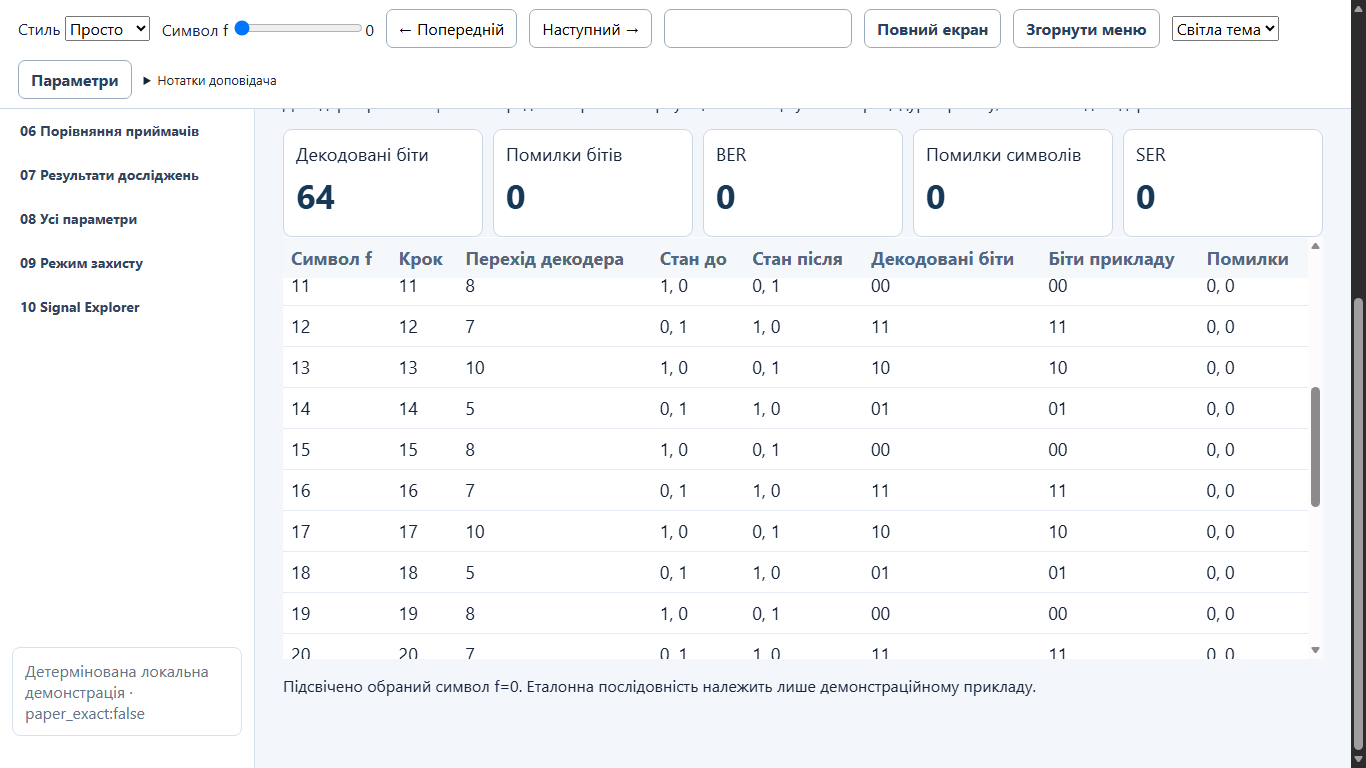 Стиль Просто Символ f 0 ← Попередній Наступний → Повний екран Згорнути меню Світла тема
Параметри ▶ Нотатки доповідача
06 Порівняння приймачів
07 Результати досліджень
08 Усі параметри
09 Режим захисту
10 Signal Explorer
Детермінована локальна
демонстрація ·
paper_exact:false
Декодовані біти
64
Помилки бітів
0
BER
0
Помилки символів
0
SER
0
Символ f Крок Перехід декодера Стан до Стан після Декодовані біти Біти прикладу Помилки
11 11 8 1, 0 0, 1 00 00 0, 0
12 12 7 0, 1 1, 0 11 11 0, 0
13 13 10 1, 0 0, 1 10 10 0, 0
14 14 5 0, 1 1, 0 01 01 0, 0
15 15 8 1, 0 0, 1 00 00 0, 0
16 16 7 0, 1 1, 0 11 11 0, 0
17 17 10 1, 0 0, 1 10 10 0, 0
18 18 5 0, 1 1, 0 01 01 0, 0
19 19 8 1, 0 0, 1 00 00 0, 0
20 20 7 0, 1 1, 0 11 11 0, 0
Підсвічено обраний символ f=0. Еталонна послідовність належить лише демонстраційному прикладу.